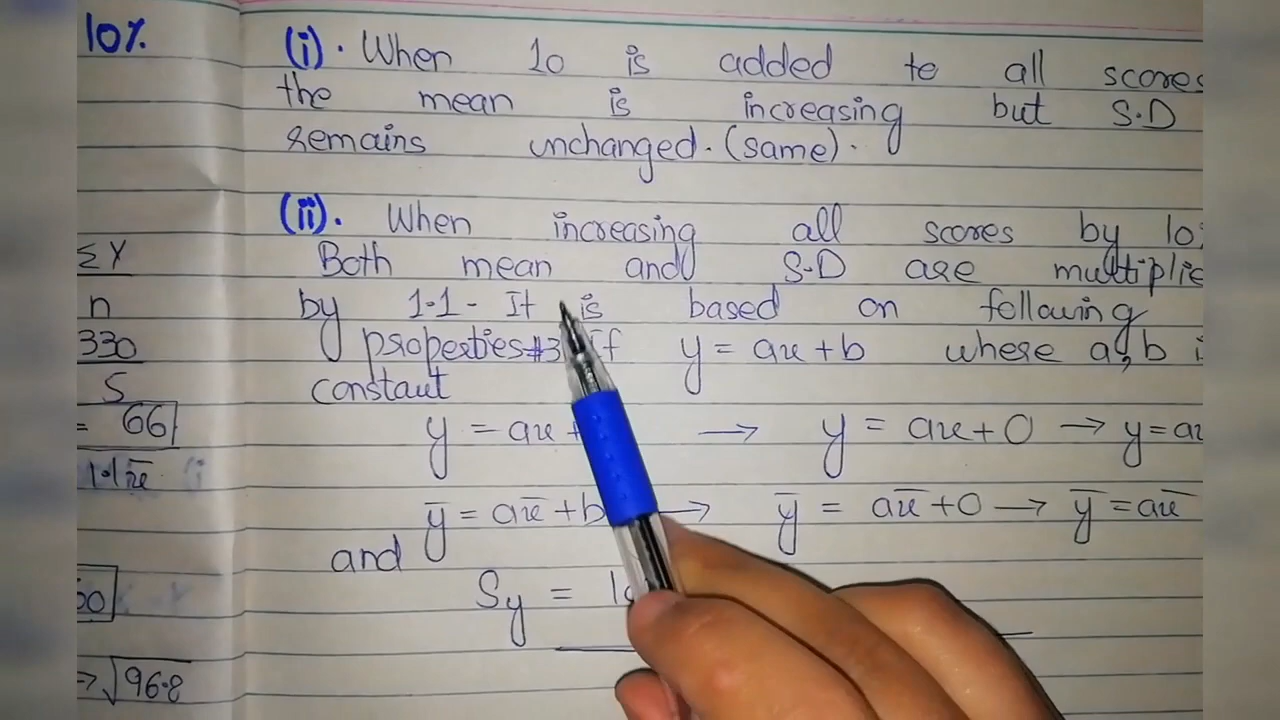 10%
ΣY
n
330
5
= 66
1.1x̄
50
→ √96.8
(i). When 10 is added to all scores
the mean is increasing but S.D
remains unchanged. (same).
(ii). When increasing all scores by 10
Both mean and S.D are multiplie
by 1.1 - It is based on following
properties #3 If y = ax + b where a, b i
constant
y = ax + → y = ax + 0 → y = ax
ȳ = ax̄ + b → ȳ = ax̄ + 0 → ȳ = ax̄
and
Sy =